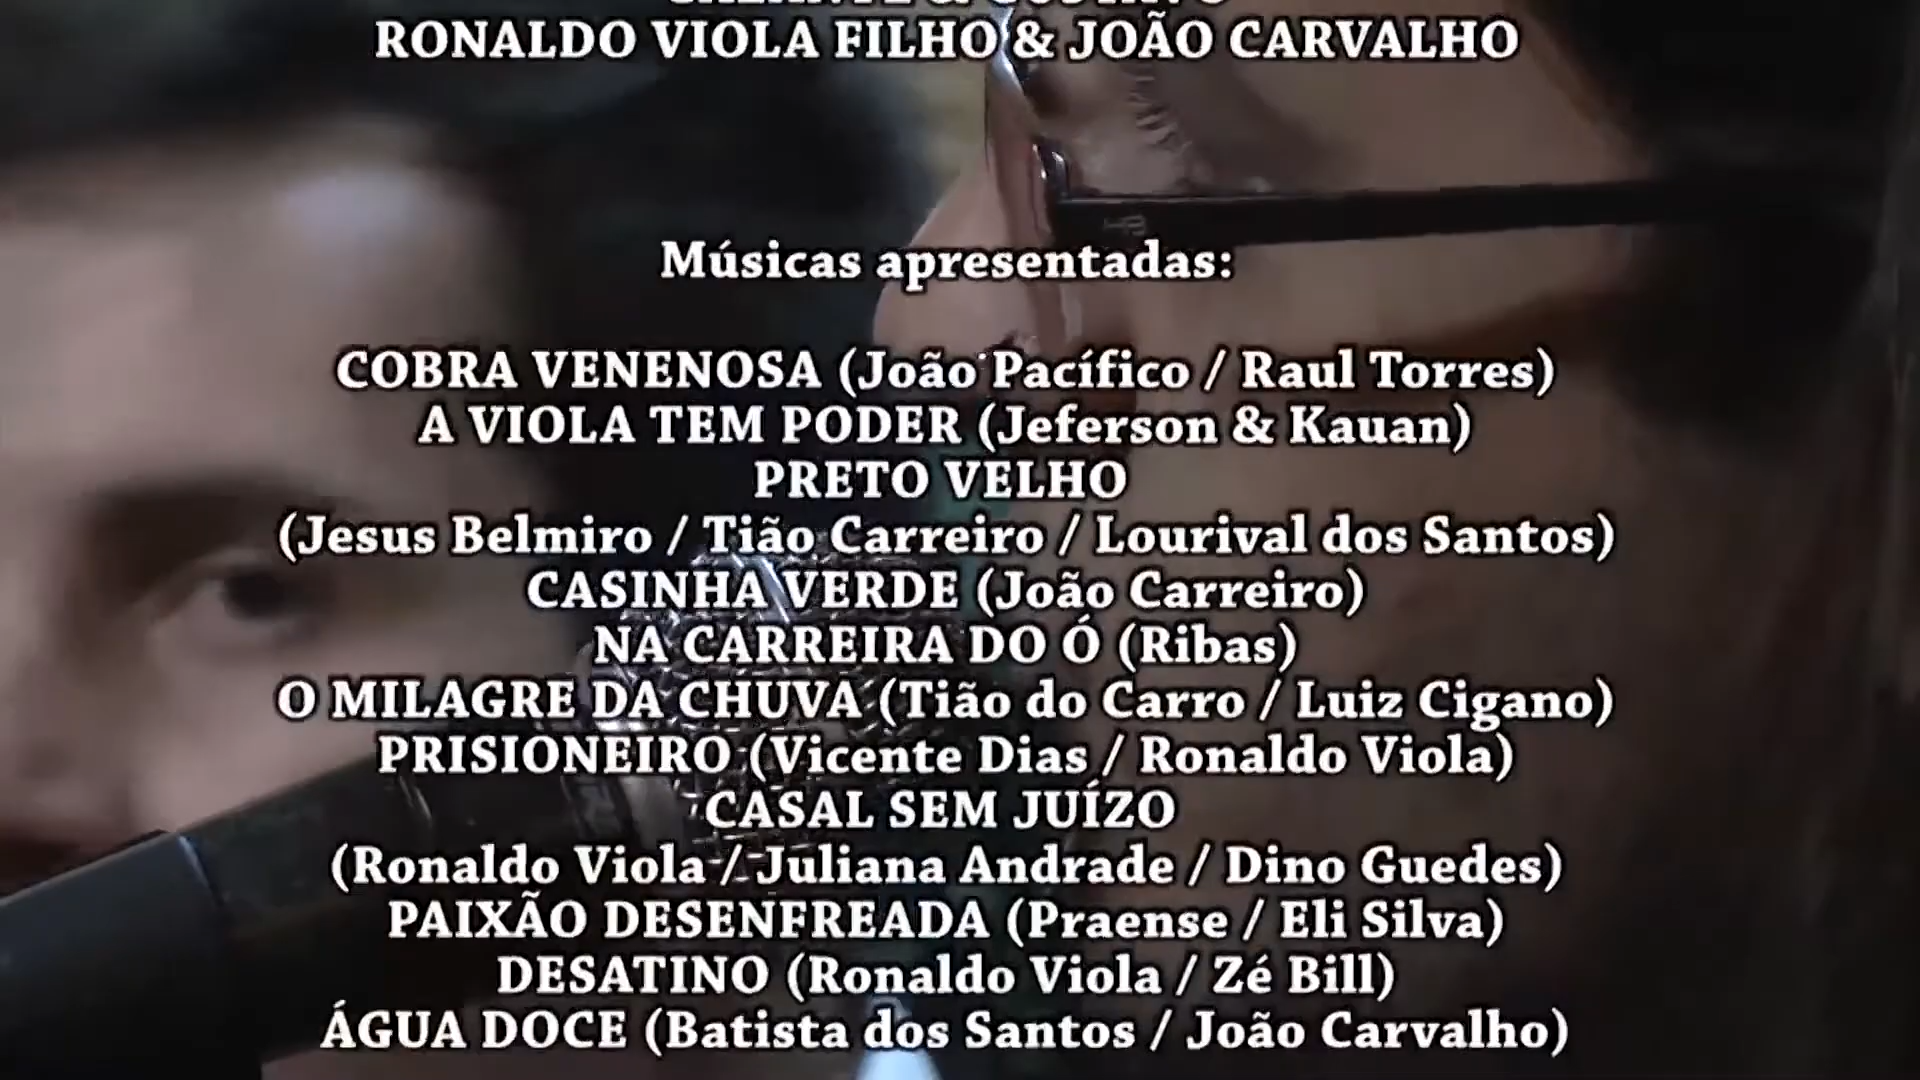 RONALDO VIOLA FILHO & JOÃO CARVALHO
Músicas apresentadas:
COBRA VENENOSA (João Pacífico / Raul Torres)
A VIOLA TEM PODER (Jeferson & Kauan)
PRETO VELHO
(Jesus Belmiro / Tião Carreiro / Lourival dos Santos)
CASINHA VERDE (João Carreiro)
NA CARREIRA DO Ó (Ribas)
O MILAGRE DA CHUVA (Tião do Carro / Luiz Cigano)
PRISIONEIRO (Vicente Dias / Ronaldo Viola)
CASAL SEM JUÍZO
(Ronaldo Viola / Juliana Andrade / Dino Guedes)
PAIXÃO DESENFREADA (Praense / Eli Silva)
DESATINO (Ronaldo Viola / Zé Bill)
ÁGUA DOCE (Batista dos Santos / João Carvalho)